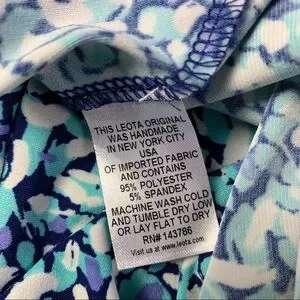 THIS LEOTA ORIGINAL
WAS HANDMADE
IN NEW YORK CITY
USA
OF IMPORTED FABRIC
AND CONTAINS
95% POLYESTER
5% SPANDEX
MACHINE WASH COLD
AND TUMBLE DRY LOW
OR LAY FLAT TO DRY
RN# 143786
Visit us at www.leota.com